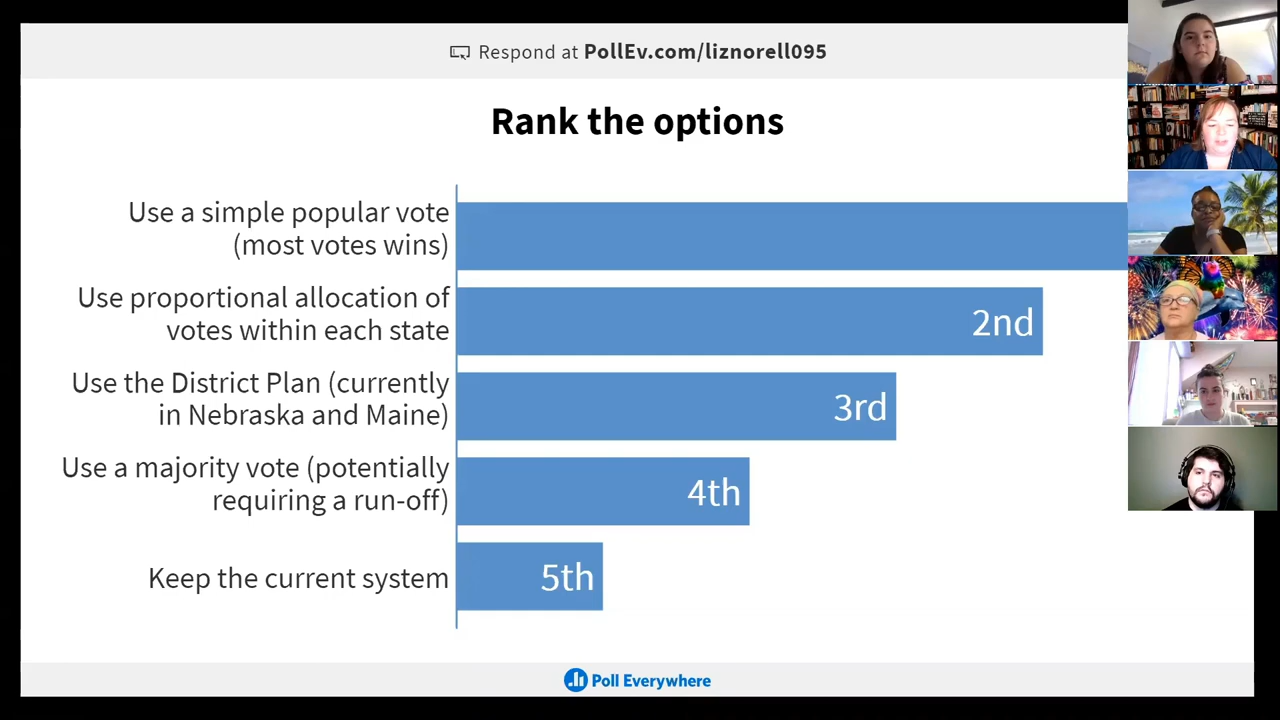 Respond at PollEv.com/liznorell095
Rank the options
Use a simple popular vote
(most votes wins)
Use proportional allocation of
votes within each state
2nd
Use the District Plan (currently
in Nebraska and Maine)
3rd
Use a majority vote (potentially
requiring a run-off)
4th
Keep the current system
5th
Poll Everywhere